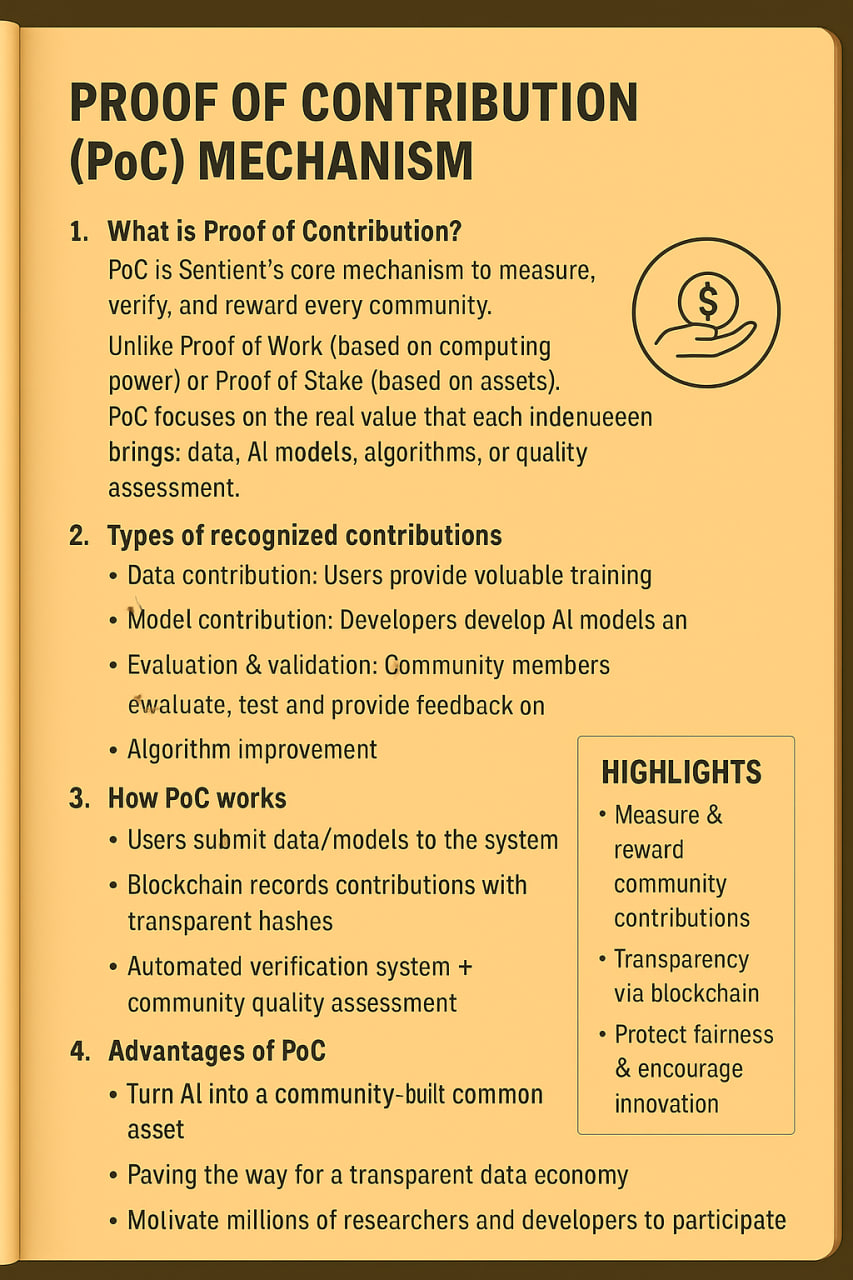 PROOF OF CONTRIBUTION
(PoC) MECHANISM
1. What is Proof of Contribution?
PoC is Sentient's core mechanism to measure,
verify, and reward every community.
Unlike Proof of Work (based on computing
power) or Proof of Stake (based on assets).
PoC focuses on the real value that each indenueeen
brings: data, AI models, algorithms, or quality
assessment.
$
2. Types of recognized contributions
• Data contribution: Users provide voluable training
• Model contribution: Developers develop AI models an
• Evaluation & validation: Community members
ewaluate, test and provide feedback on
• Algorithm improvement
3. How PoC works
• Users submit data/models to the system
• Blockchain records contributions with
transparent hashes
• Automated verification system +
community quality assessment
4. Advantages of PoC
• Turn AI into a community-built common
asset
• Paving the way for a transparent data economy
• Motivate millions of researchers and developers to participate
HIGHLIGHTS
• Measure &
reward
community
contributions
• Transparency
via blockchain
• Protect fairness
& encourage
innovation